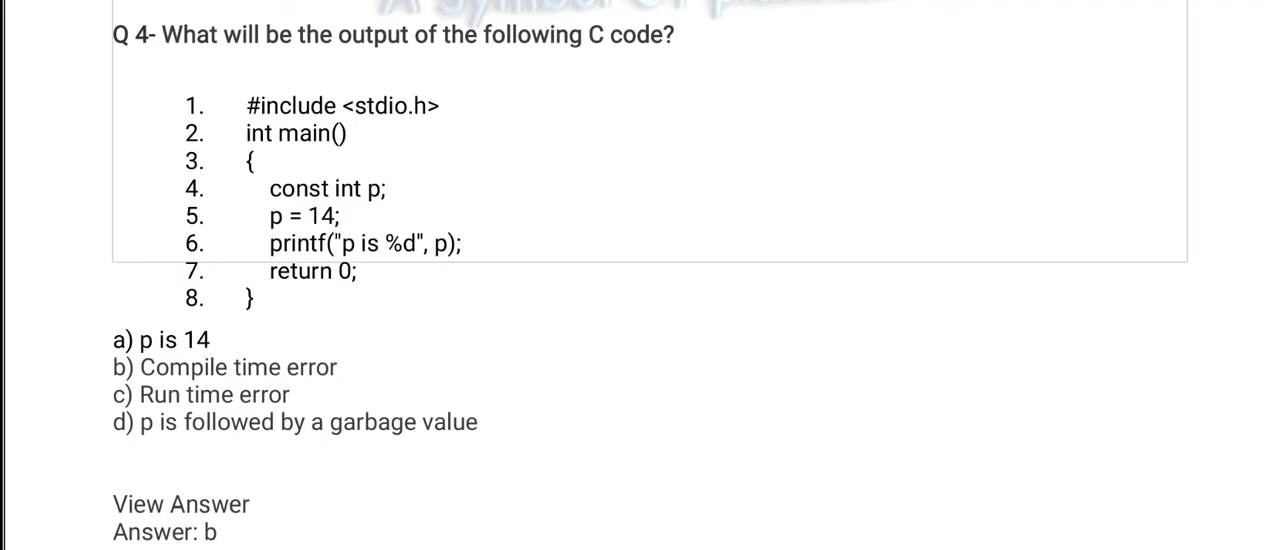 Q 4- What will be the output of the following C code?
1. #include <stdio.h>
2. int main()
3. {
4. const int p;
5. p = 14;
6. printf("p is %d", p);
7. return 0;
8. }
a) p is 14
b) Compile time error
c) Run time error
d) p is followed by a garbage value
View Answer
Answer: b